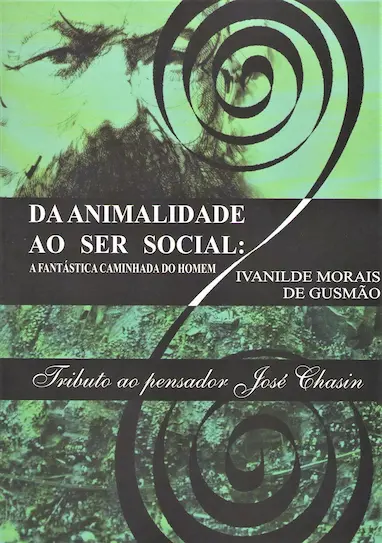 DA ANIMALIDADE
AO SER SOCIAL:
A FANTÁSTICA CAMINHADA DO HOMEM
IVANILDE MORAIS
DE GUSMÃO
Tributo ao pensador José Chasin